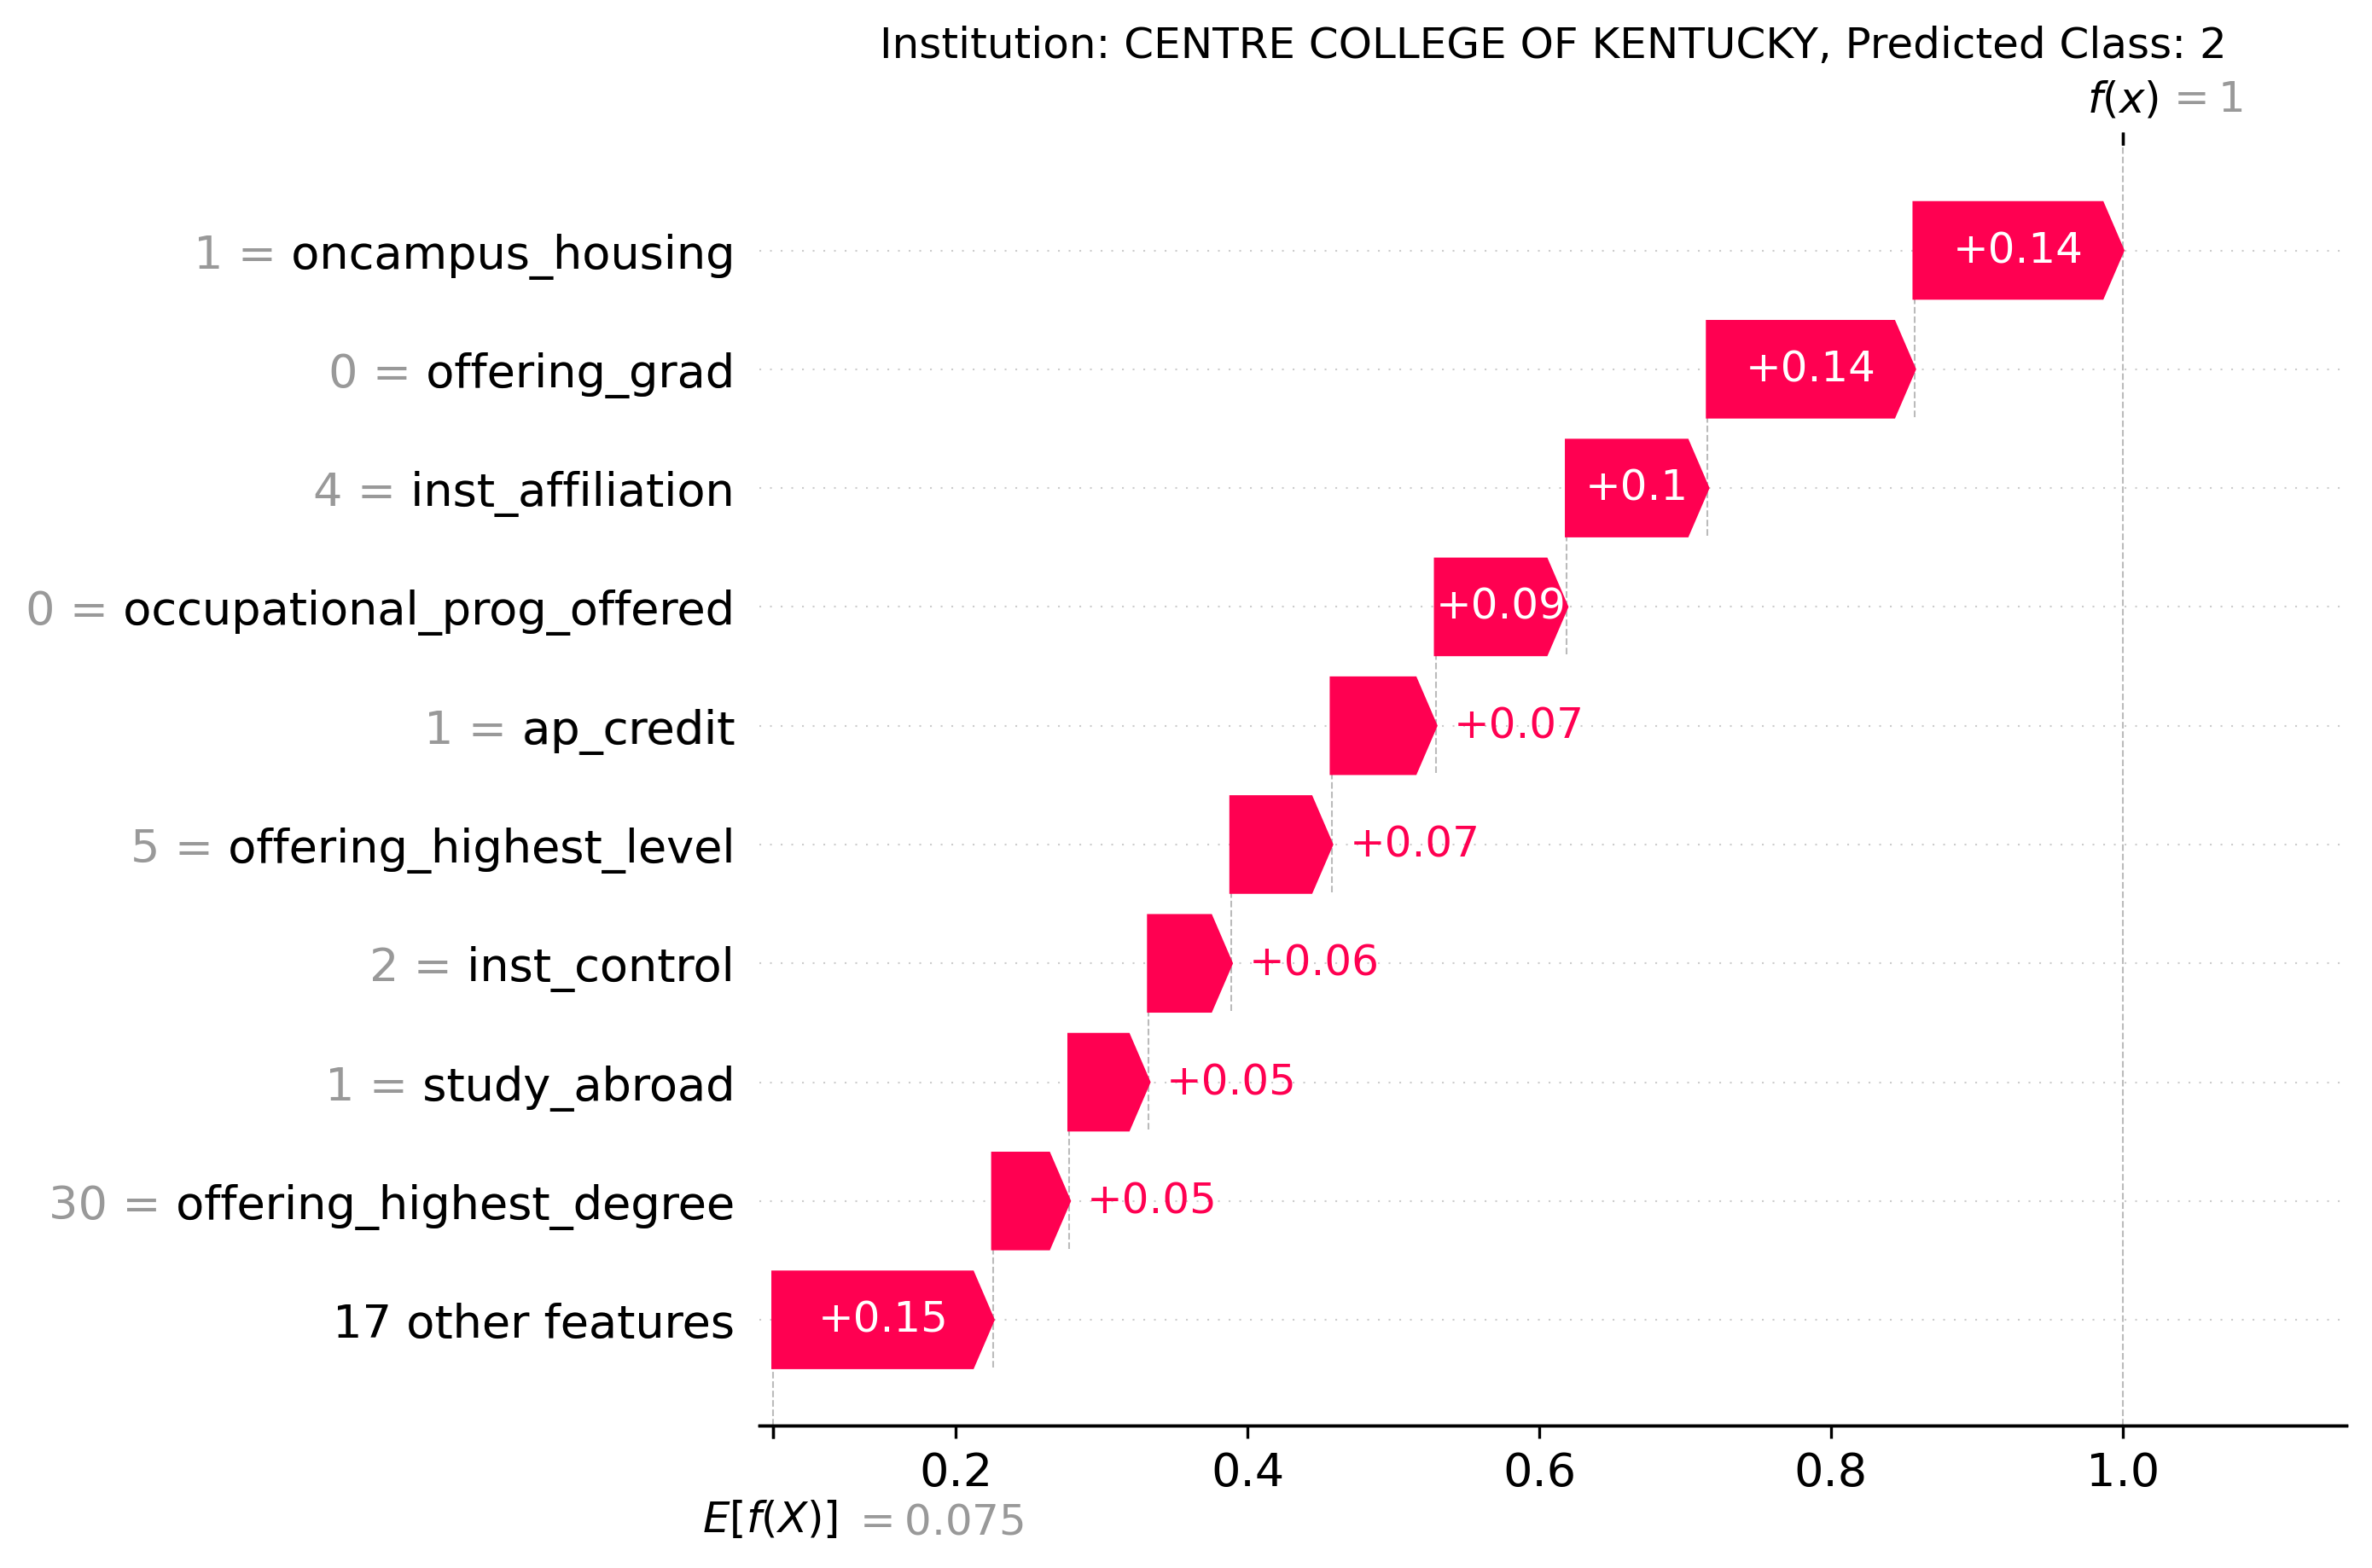 Institution: CENTRE COLLEGE OF KENTUCKY, Predicted Class: 2
f(x) = 1
1 = oncampus_housing +0.14
0 = offering_grad +0.14
4 = inst_affiliation +0.1
0 = occupational_prog_offered +0.09
1 = ap_credit +0.07
5 = offering_highest_level +0.07
2 = inst_control +0.06
1 = study_abroad +0.05
30 = offering_highest_degree +0.05
17 other features +0.15
0.2 0.4 0.6 0.8 1.0
E[f(X)] = 0.075